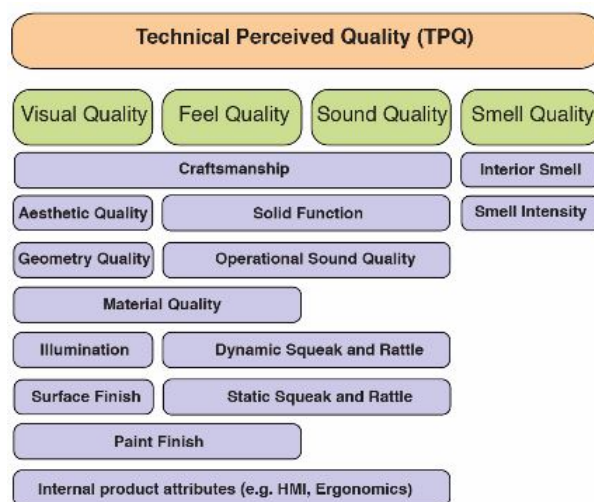 Technical Perceived Quality (TPQ)
Visual Quality
Feel Quality
Sound Quality
Smell Quality
Craftsmanship
Interior Smell
Aesthetic Quality
Solid Function
Smell Intensity
Geometry Quality
Operational Sound Quality
Material Quality
Illumination
Dynamic Squeak and Rattle
Surface Finish
Static Squeak and Rattle
Paint Finish
Internal product attributes (e.g. HMI, Ergonomics)